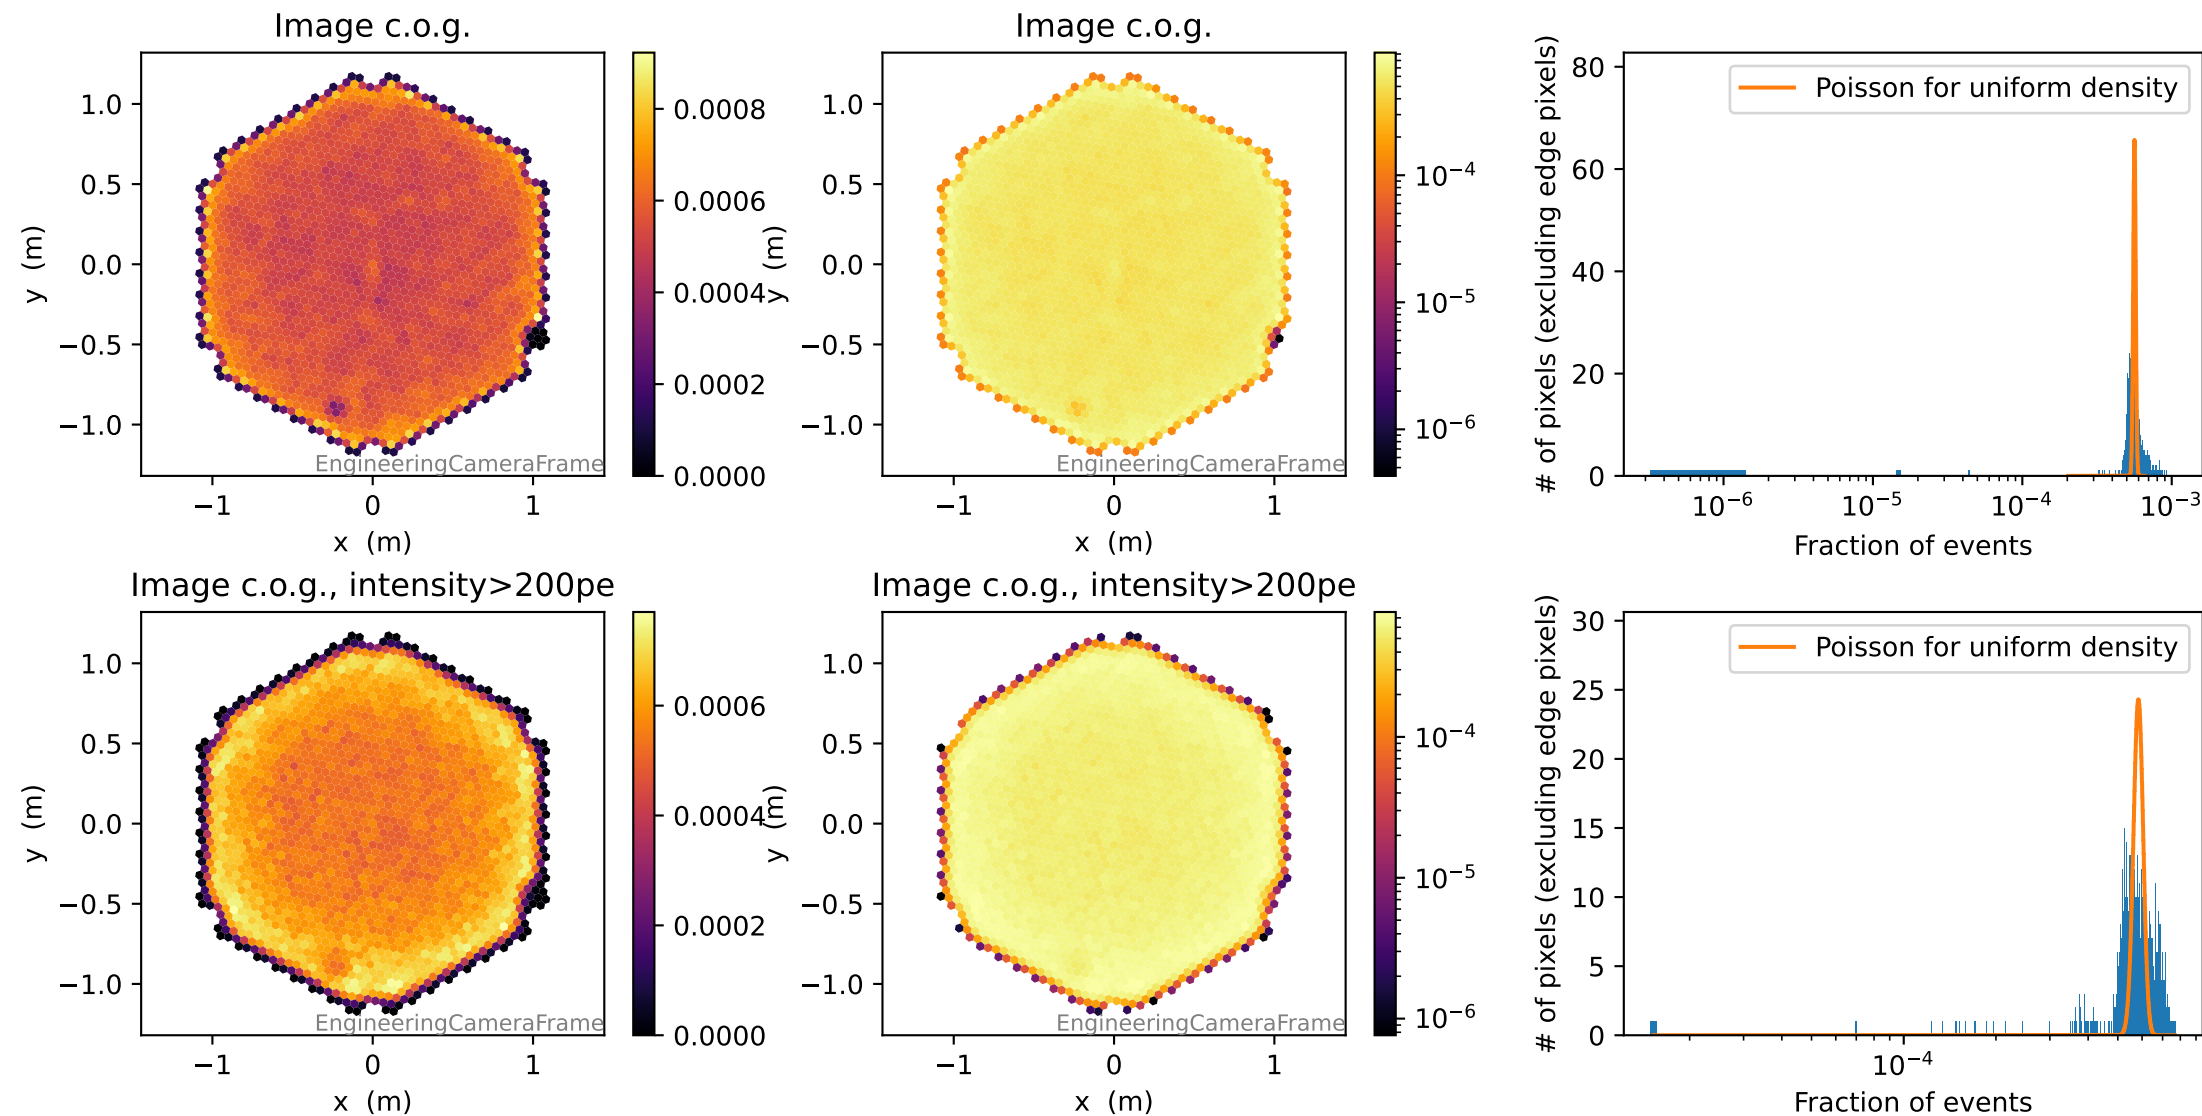 Image c.o.g.
1.0
0.5
0.0
−0.5
−1.0
y (m)
−1 0 1
x (m)
EngineeringCameraFrame
0.0008
0.0006
0.0004
0.0002
0.0000
Image c.o.g.
1.0
0.5
0.0
−0.5
−1.0
y (m)
−1 0 1
x (m)
EngineeringCameraFrame
10⁻⁴
10⁻⁵
10⁻⁶
# of pixels (excluding edge pixels)
80
60
40
20
0
Poisson for uniform density
10⁻⁶ 10⁻⁵ 10⁻⁴ 10⁻³
Fraction of events
Image c.o.g., intensity>200pe
1.0
0.5
0.0
−0.5
−1.0
y (m)
−1 0 1
x (m)
EngineeringCameraFrame
0.0006
0.0004
0.0002
0.0000
Image c.o.g., intensity>200pe
1.0
0.5
0.0
−0.5
−1.0
y (m)
−1 0 1
x (m)
EngineeringCameraFrame
10⁻⁴
10⁻⁵
10⁻⁶
# of pixels (excluding edge pixels)
30
25
20
15
10
5
0
Poisson for uniform density
10⁻⁴
Fraction of events